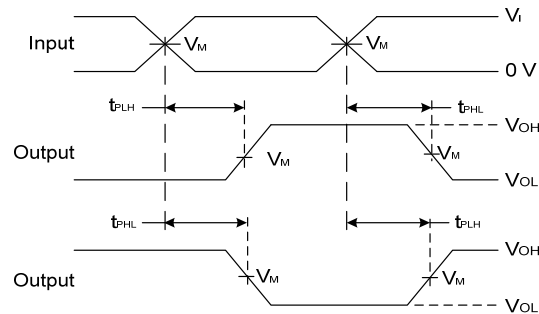 VI
Input
VM
VM
0 V
tPLH
tPHL
VOH
Output
VM
VM
VOL
tPHL
tPLH
VOH
Output
VM
VM
VOL